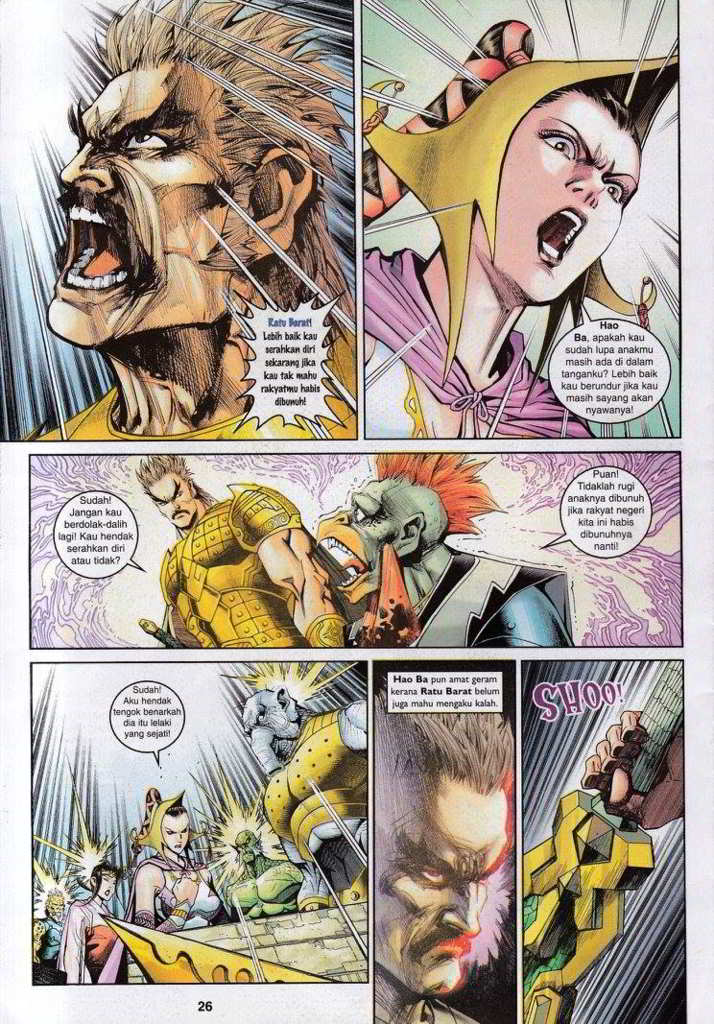 Ratu Barat!
Lebih baik kau
serahkan diri
sekarang jika
kau tak mahu
rakyatmu habis
dibunuh!
Hao
Ba, apakah kau
sudah lupa anakmu
masih ada di dalam
tanganku? Lebih baik
kau berundur jika kau
masih sayang akan
nyawanya!
Sudah!
Jangan kau
berdolak-dalih
lagi! Kau hendak
serahkan diri
atau tidak?
Puan!
Tidaklah rugi
anaknya dibunuh
jika rakyat negeri
kita ini habis
nanti!
Sudah!
Aku hendak
tengok benarkah
dia itu lelaki
yang sejati!
Hao Ba pun amat geram
kerana Ratu Barat belum
juga mahu mengaku kalah.
SHOO!
26